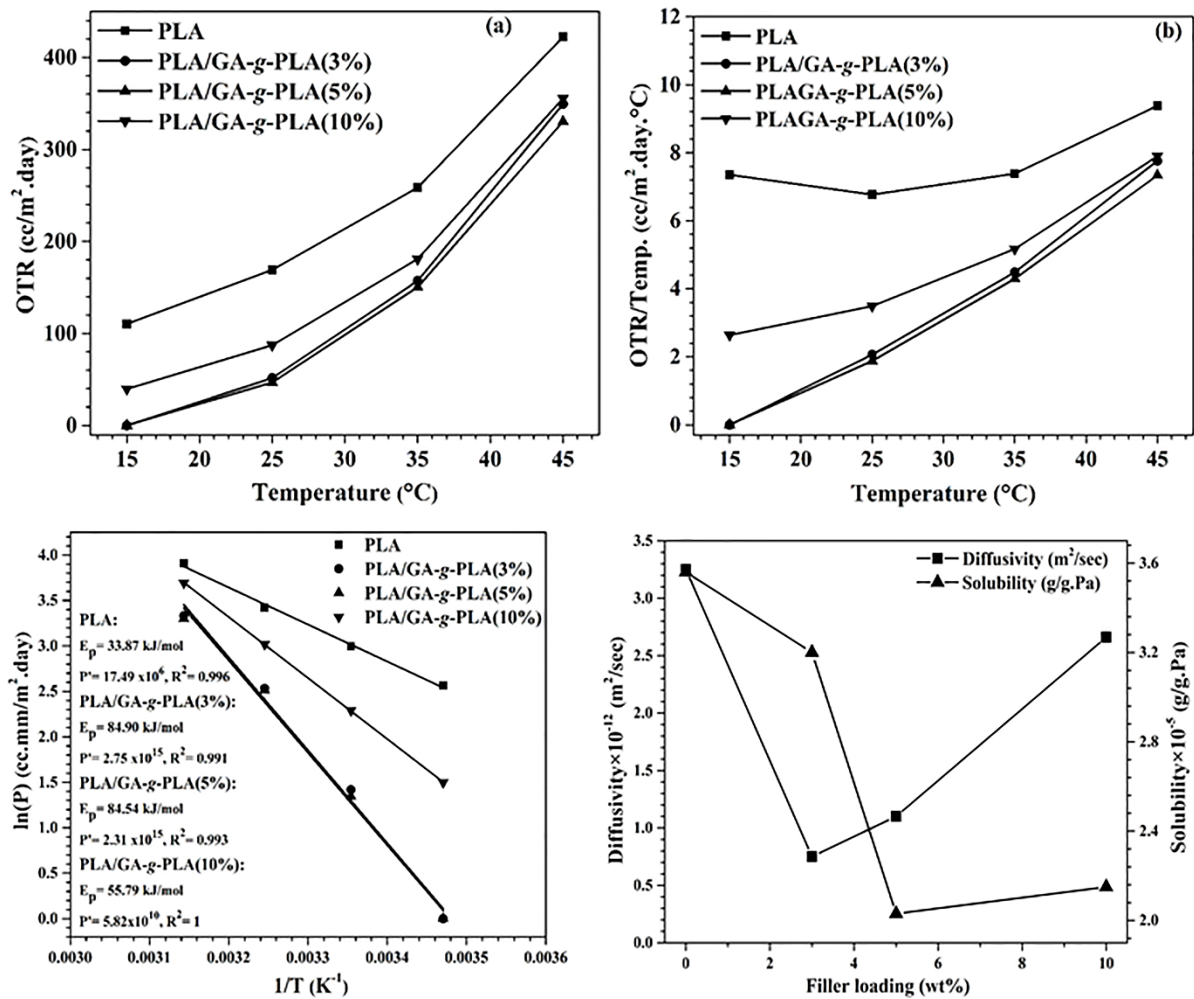 (a)
PLA
PLA/GA-g-PLA(3%)
PLA/GA-g-PLA(5%)
PLA/GA-g-PLA(10%)
OTR (cc/m².day)
400
300
200
100
0
15 20 25 30 35 40 45
Temperature (°C)
(b)
PLA
PLA/GA-g-PLA(3%)
PLAGA-g-PLA(5%)
PLAGA-g-PLA(10%)
OTR/Temp. (cc/m².day.°C)
12
10
8
6
4
2
0
15 20 25 30 35 40 45
Temperature (°C)
PLA
PLA/GA-g-PLA(3%)
PLA/GA-g-PLA(5%)
PLA/GA-g-PLA(10%)
ln(P) (cc.mm/m².day)
4.0
3.5
3.0
2.5
2.0
1.5
1.0
0.5
0.0
PLA:
Ep= 33.87 kJ/mol
P'= 17.49 x10⁶, R²= 0.996
PLA/GA-g-PLA(3%):
Ep= 84.90 kJ/mol
P'= 2.75 x10¹⁵, R²= 0.991
PLA/GA-g-PLA(5%):
Ep= 84.54 kJ/mol
P'= 2.31 x10¹⁵, R²= 0.993
PLA/GA-g-PLA(10%):
Ep= 55.79 kJ/mol
P'= 5.82x10¹⁰, R²= 1
0.0030 0.0031 0.0032 0.0033 0.0034 0.0035 0.0036
1/T (K⁻¹)
Diffusivity (m²/sec)
Solubility (g/g.Pa)
Diffusivity×10⁻¹² (m²/sec)
3.5
3.0
2.5
2.0
1.5
1.0
0.5
0.0
Solubility×10⁻⁵ (g/g.Pa)
3.6
3.2
2.8
2.4
2.0
0 2 4 6 8 10
Filler loading (wt%)